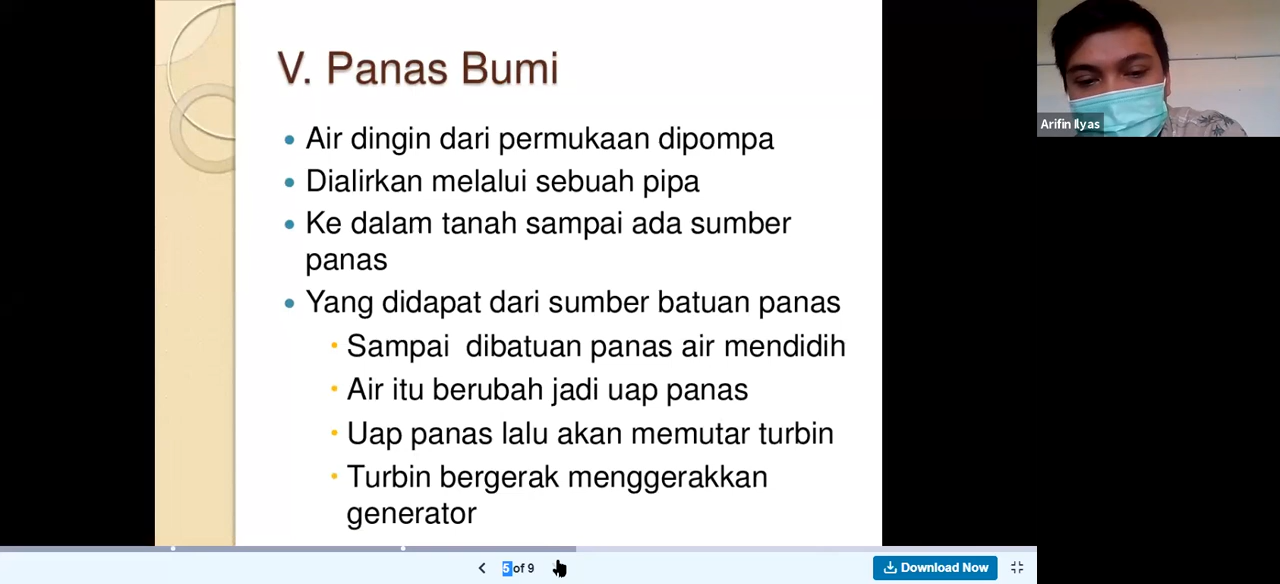 V. Panas Bumi
Air dingin dari permukaan dipompa
Dialirkan melalui sebuah pipa
Ke dalam tanah sampai ada sumber
panas
Yang didapat dari sumber batuan panas
Sampai dibatuan panas air mendidih
Air itu berubah jadi uap panas
Uap panas lalu akan memutar turbin
Turbin bergerak menggerakkan
generator
Arifin Ilyas
5 of 9
Download Now